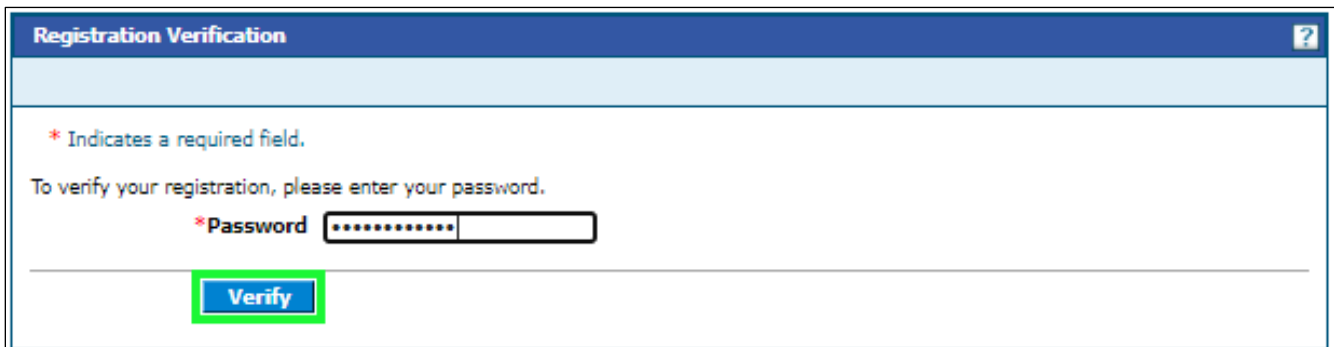 Registration Verification ?
* Indicates a required field.
To verify your registration, please enter your password.
*Password ••••••••••••
Verify